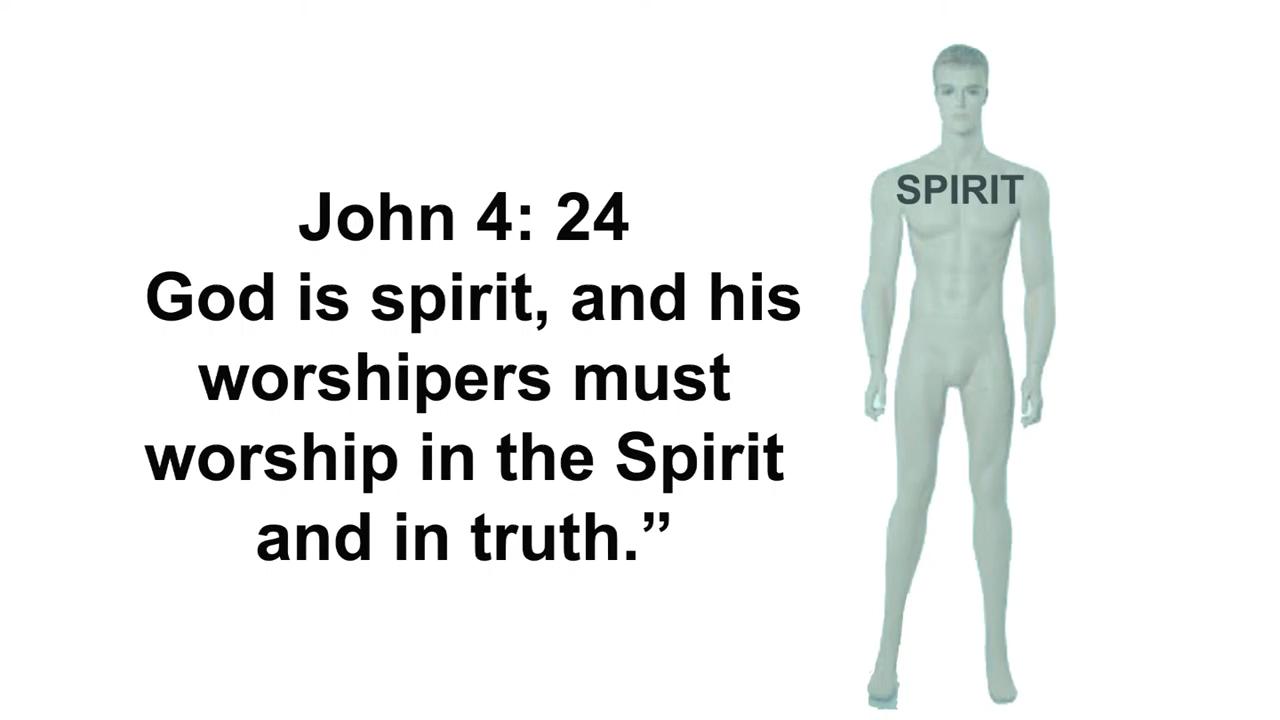 John 4: 24
God is spirit, and his
worshipers must
worship in the Spirit
and in truth.”
SPIRIT